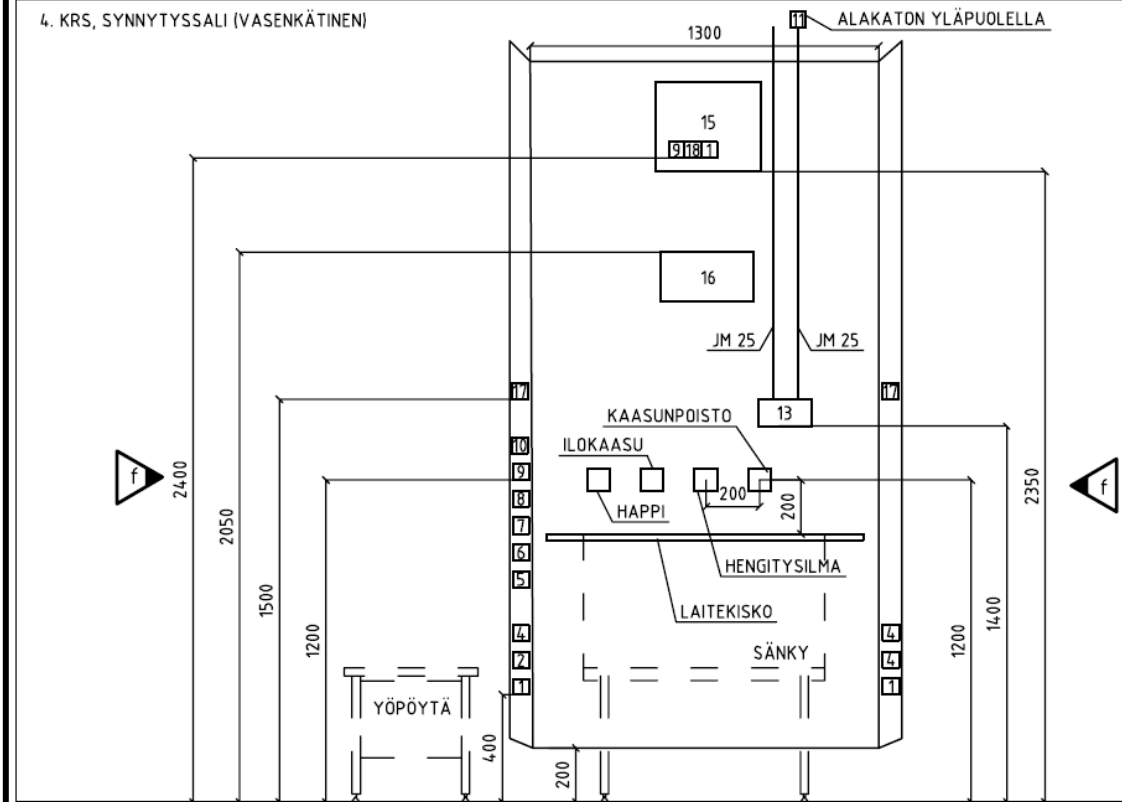 4. KRS, SYNNYTYSSALI (VASENKÄTINEN)
11
ALAKATON YLÄPUOLELLA
1300
15
9 18 1
16
JM 25
JM 25
17
17
13
KAASUNPOISTO
ILOKAASU
10
9
8
7
6
5
4
2
1
HAPPI
200
200
HENGITYSILMA
LAITEKISKO
SÄNKY
YÖPÖYTÄ
4
4
1
f
f
2400
2050
1500
1200
400
200
1200
1400
2350